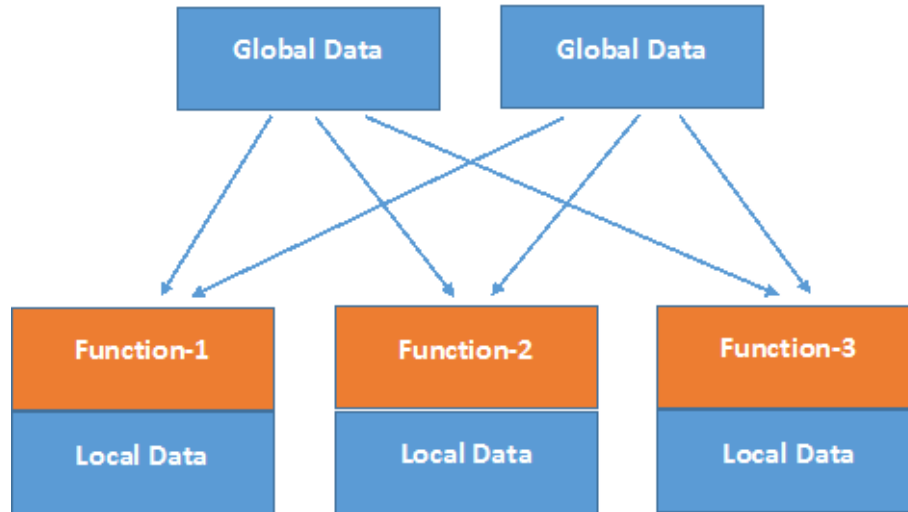 Global Data
Global Data
Function-1
Function-2
Function-3
Local Data
Local Data
Local Data